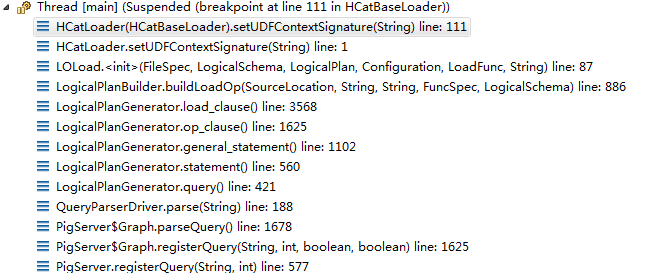 Thread [main] (Suspended (breakpoint at line 111 in HCatBaseLoader))
HCatLoader(HCatBaseLoader).setUDFContextSignature(String) line: 111
HCatLoader.setUDFContextSignature(String) line: 1
LOLoad.<init>(FileSpec, LogicalSchema, LogicalPlan, Configuration, LoadFunc, String) line: 87
LogicalPlanBuilder.buildLoadOp(SourceLocation, String, String, FuncSpec, LogicalSchema) line: 886
LogicalPlanGenerator.load_clause() line: 3568
LogicalPlanGenerator.op_clause() line: 1625
LogicalPlanGenerator.general_statement() line: 1102
LogicalPlanGenerator.statement() line: 560
LogicalPlanGenerator.query() line: 421
QueryParserDriver.parse(String) line: 188
PigServer$Graph.parseQuery() line: 1678
PigServer$Graph.registerQuery(String, int, boolean, boolean) line: 1625
PigServer.registerQuery(String, int) line: 577